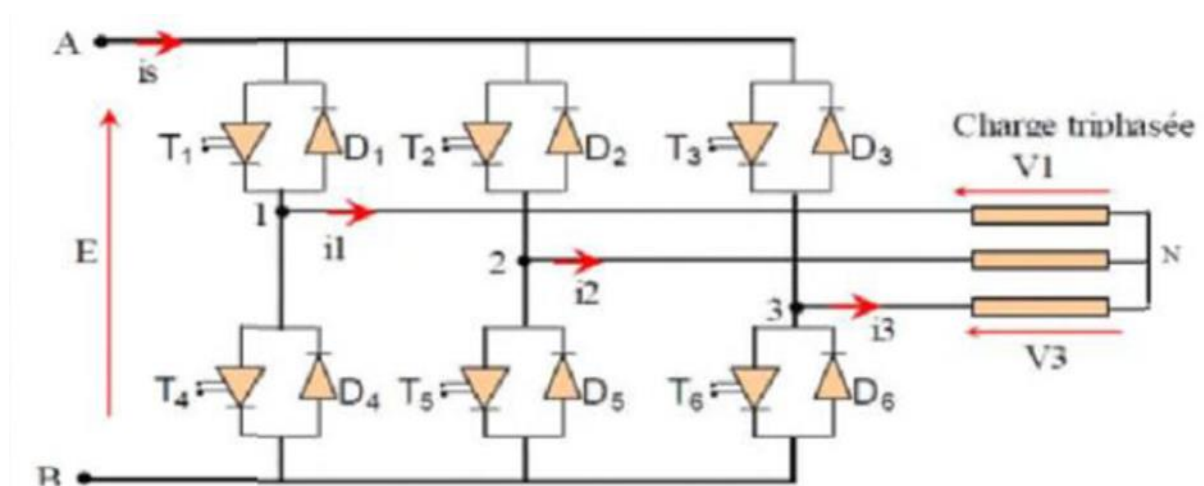 A
is
T1 D1 T2 D2 T3 D3
Charge triphasée
V1
1
i1
E
2
i2
N
3
i3
V3
T4 D4 T5 D5 T6 D6
B